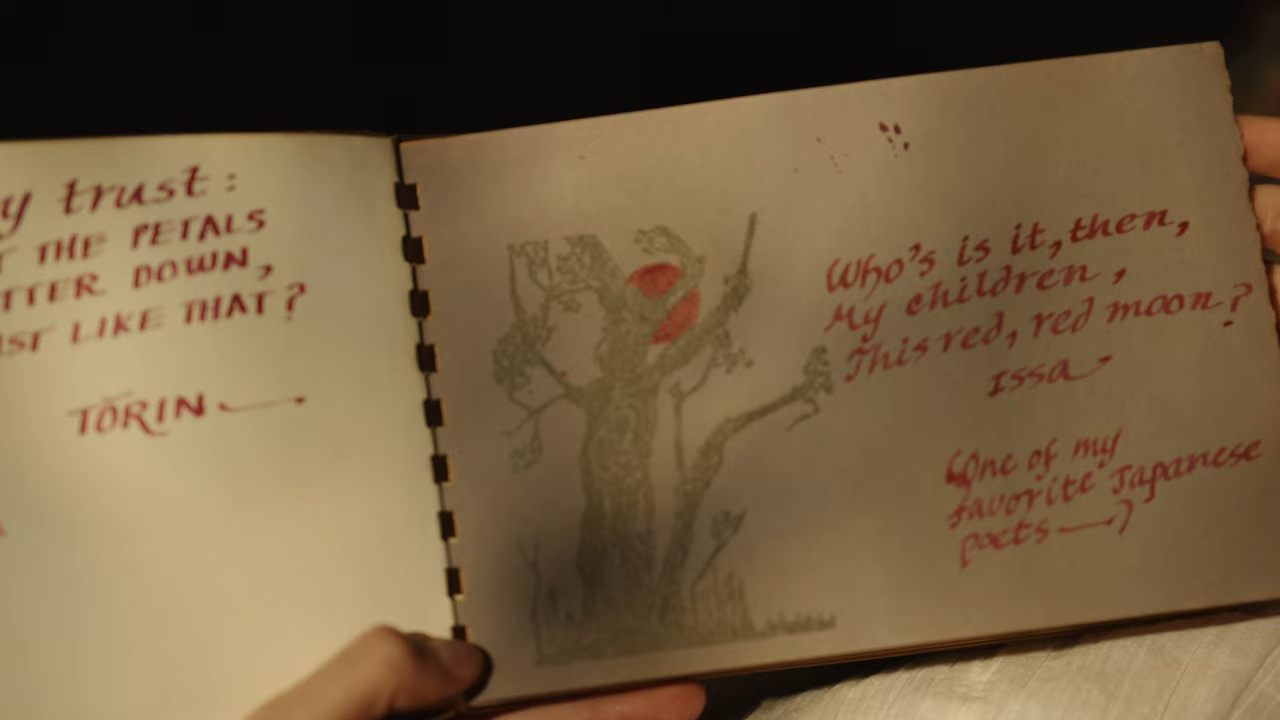 y trust:
T THE PETALS
TTER DOWN,
ST LIKE THAT?
TŌRIN
Who's is it, then,
My children,
This red, red moon?
Issa
(One of my
favorite Japanese
poets —)